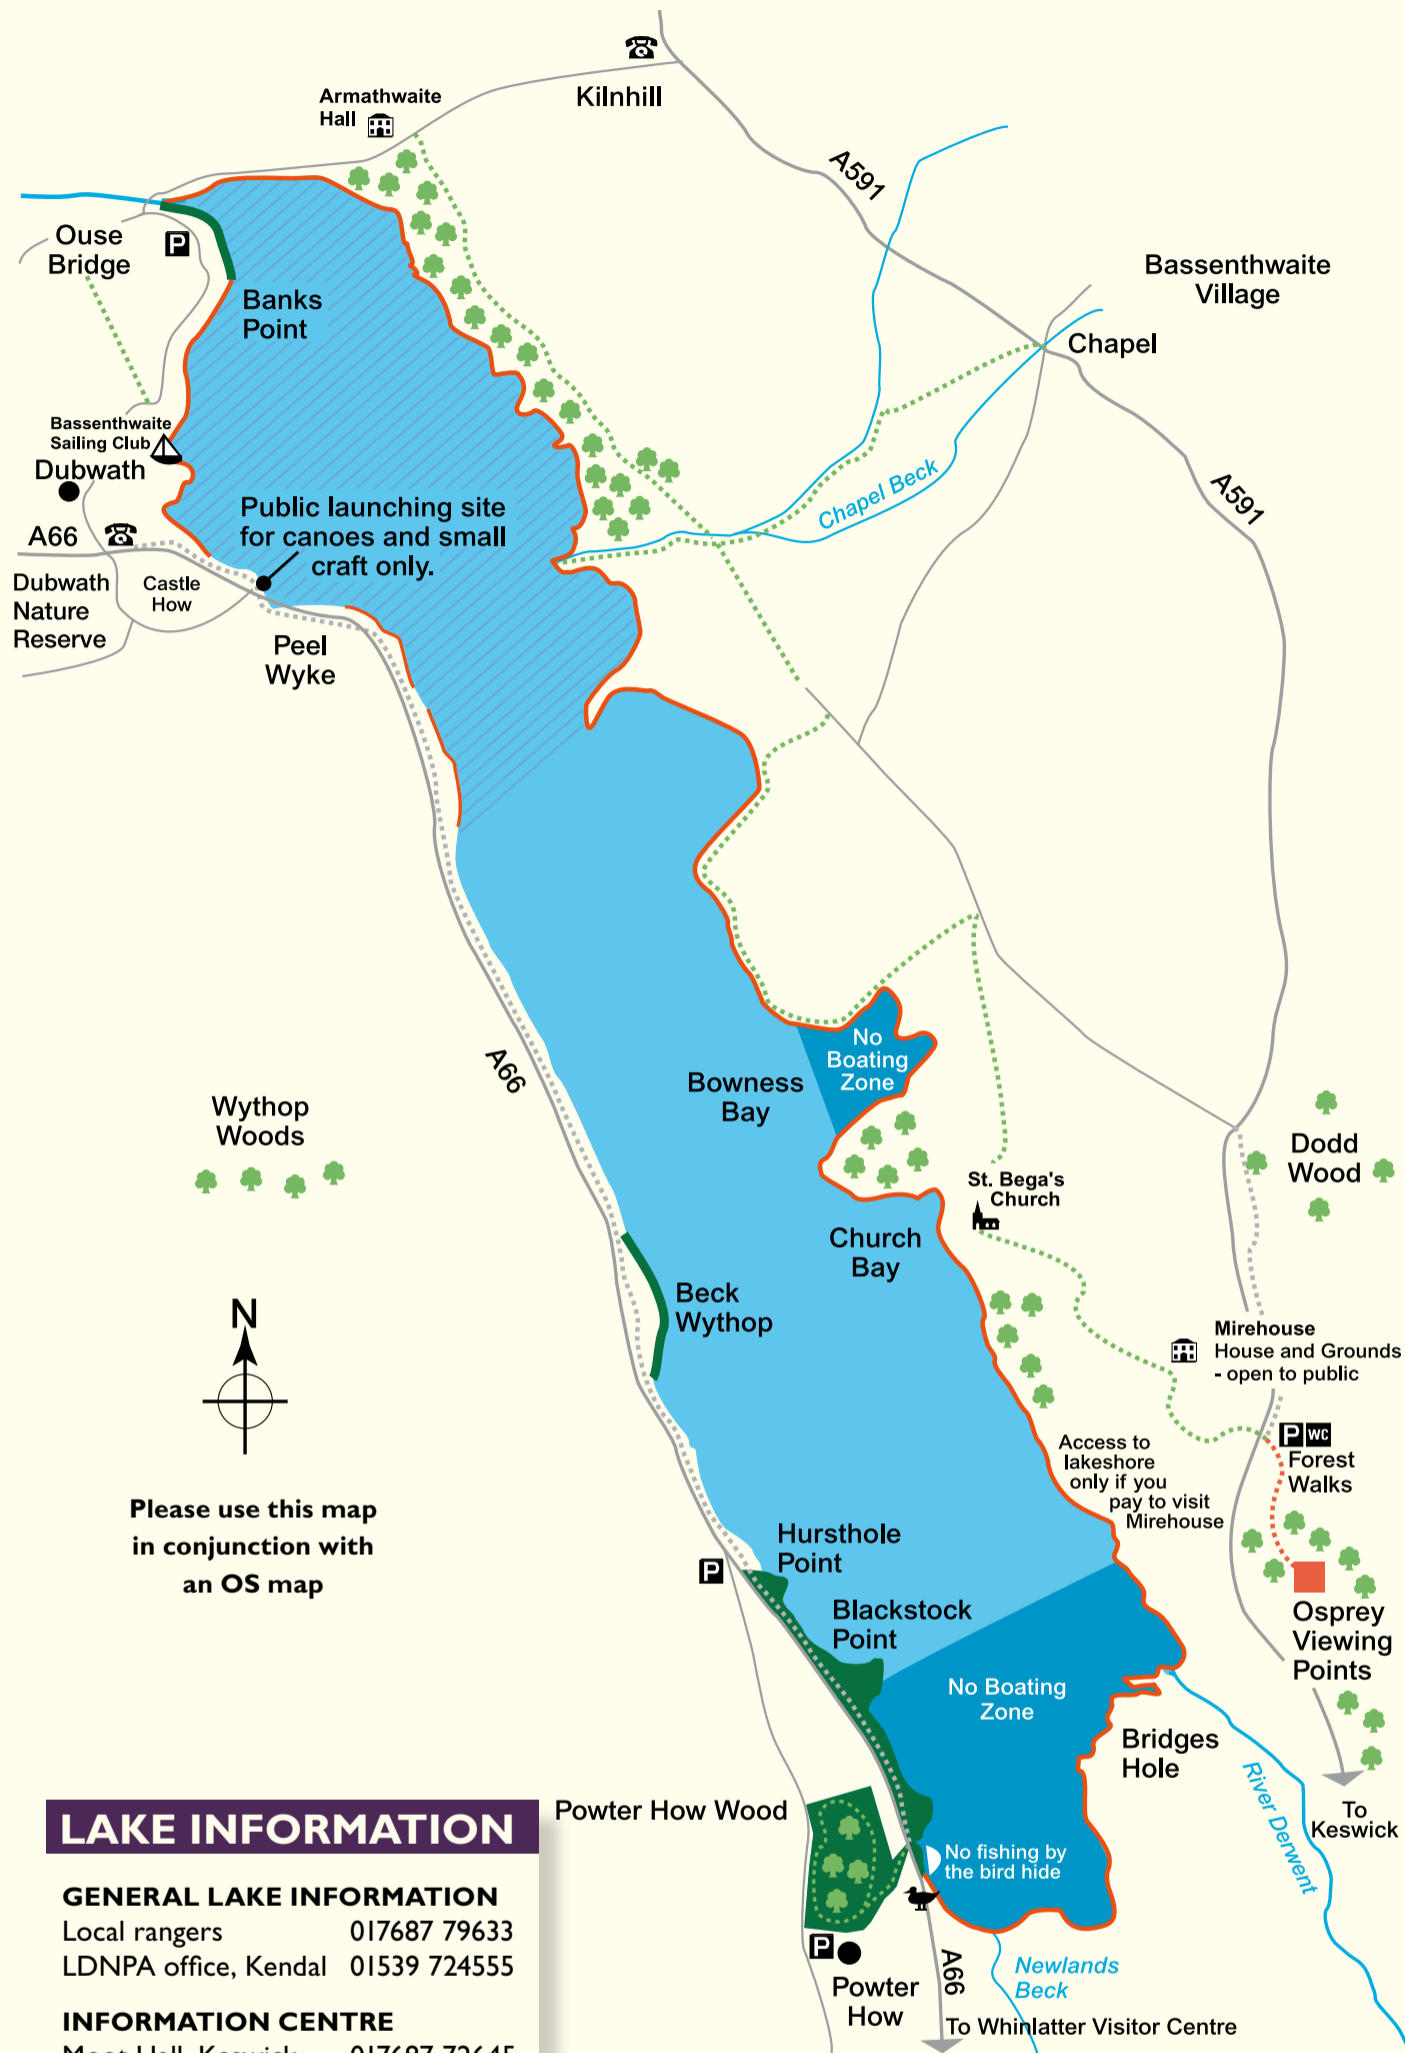 Kilnhill
Armathwaite
Hall
A591
Ouse
Bridge
P
Banks
Point
Bassenthwaite
Village
Chapel
Bassenthwaite
Sailing Club
Dubwath
A66
Public launching site
for canoes and small
craft only.
Chapel Beck
A591
Dubwath
Nature
Reserve
Castle
How
Peel
Wyke
A66
No
Boating
Zone
Bowness
Bay
Wythop
Woods
Dodd
Wood
St. Bega's
Church
Church
Bay
Beck
Wythop
N
Mirehouse
House and Grounds
- open to public
P WC
Forest
Walks
Access to
lakeshore
only if you
pay to visit
Mirehouse
Please use this map
in conjunction with
an OS map
Hursthole
Point
P
Blackstock
Point
Osprey
Viewing
Points
No Boating
Zone
Bridges
Hole
River Derwent
To
Keswick
Powter How Wood
No fishing by
the bird hide
P
Powter
How
A66
Newlands
Beck
To Whinlatter Visitor Centre
LAKE INFORMATION
GENERAL LAKE INFORMATION
Local rangers 017687 79633
LDNPA office, Kendal 01539 724555
INFORMATION CENTRE
Moot Hall, Keswick 017687 72645